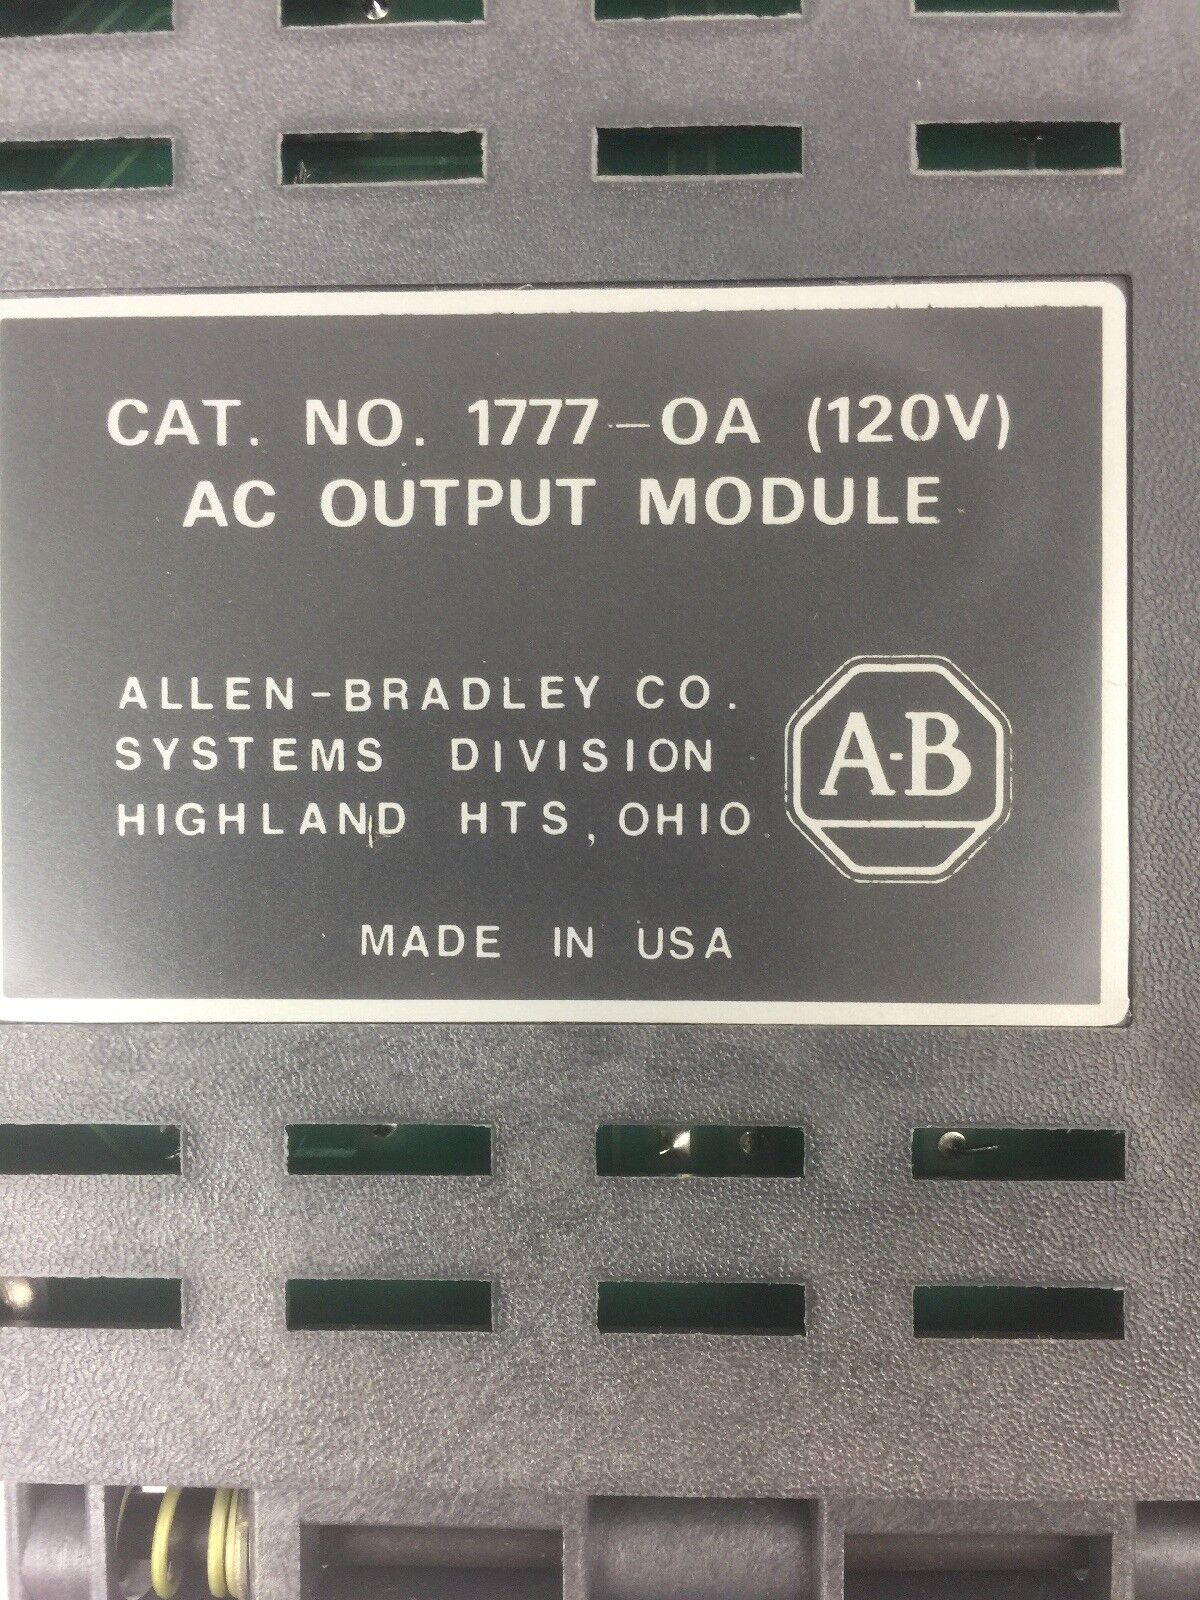 CAT. NO. 1777-OA (120V)
AC OUTPUT MODULE
ALLEN-BRADLEY CO.
SYSTEMS DIVISION
HIGHLAND HTS, OHIO
A-B
MADE IN USA